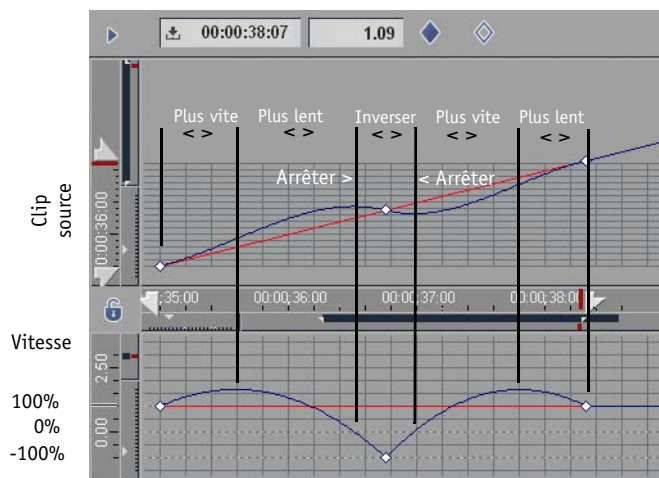 00:00:38:07
1.09
Plus vite
Plus lent
Inverser
Plus vite
Plus lent
< >
< >
< >
< >
< >
Arrêter >
< Arrêter
Clip
source
0:00:36:00
:35:00
00:00:36:00
00:00:37:00
00:00:38:0
Vitesse
2.50
0.00
100%
0%
-100%